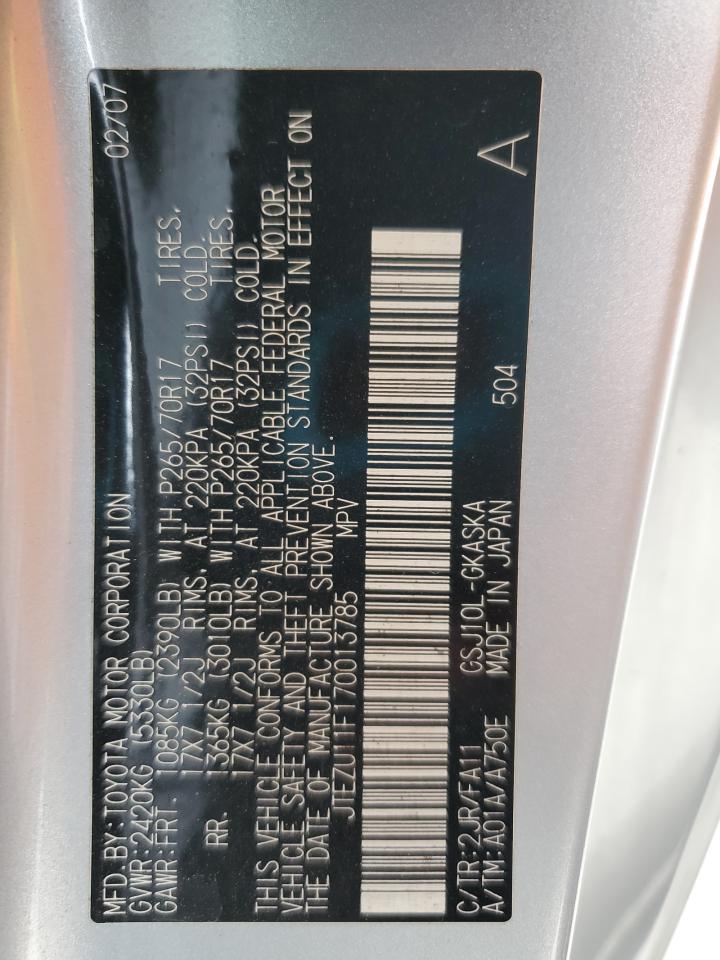 MFD.BY:TOYOTA MOTOR CORPORATION 02/07
GVWR:2420KG (5330LB)
GAWR:FRT. 1085KG (2390LB) WITH P265/70R17 TIRES,
17X7 1/2J RIMS, AT 220KPA (32PSI) COLD.
RR. 1365KG (3010LB) WITH P265/70R17 TIRES,
17X7 1/2J RIMS, AT 220KPA (32PSI) COLD.
THIS VEHICLE CONFORMS TO ALL APPLICABLE FEDERAL MOTOR
VEHICLE SAFETY AND THEFT PREVENTION STANDARDS IN EFFECT ON
THE DATE OF MANUFACTURE SHOWN ABOVE.
JTEZU11F170013785 MPV
C/TR:2JR/FA11 GSJ10L-GKASKA
A/TM:A01A/A750E MADE IN JAPAN 504 A